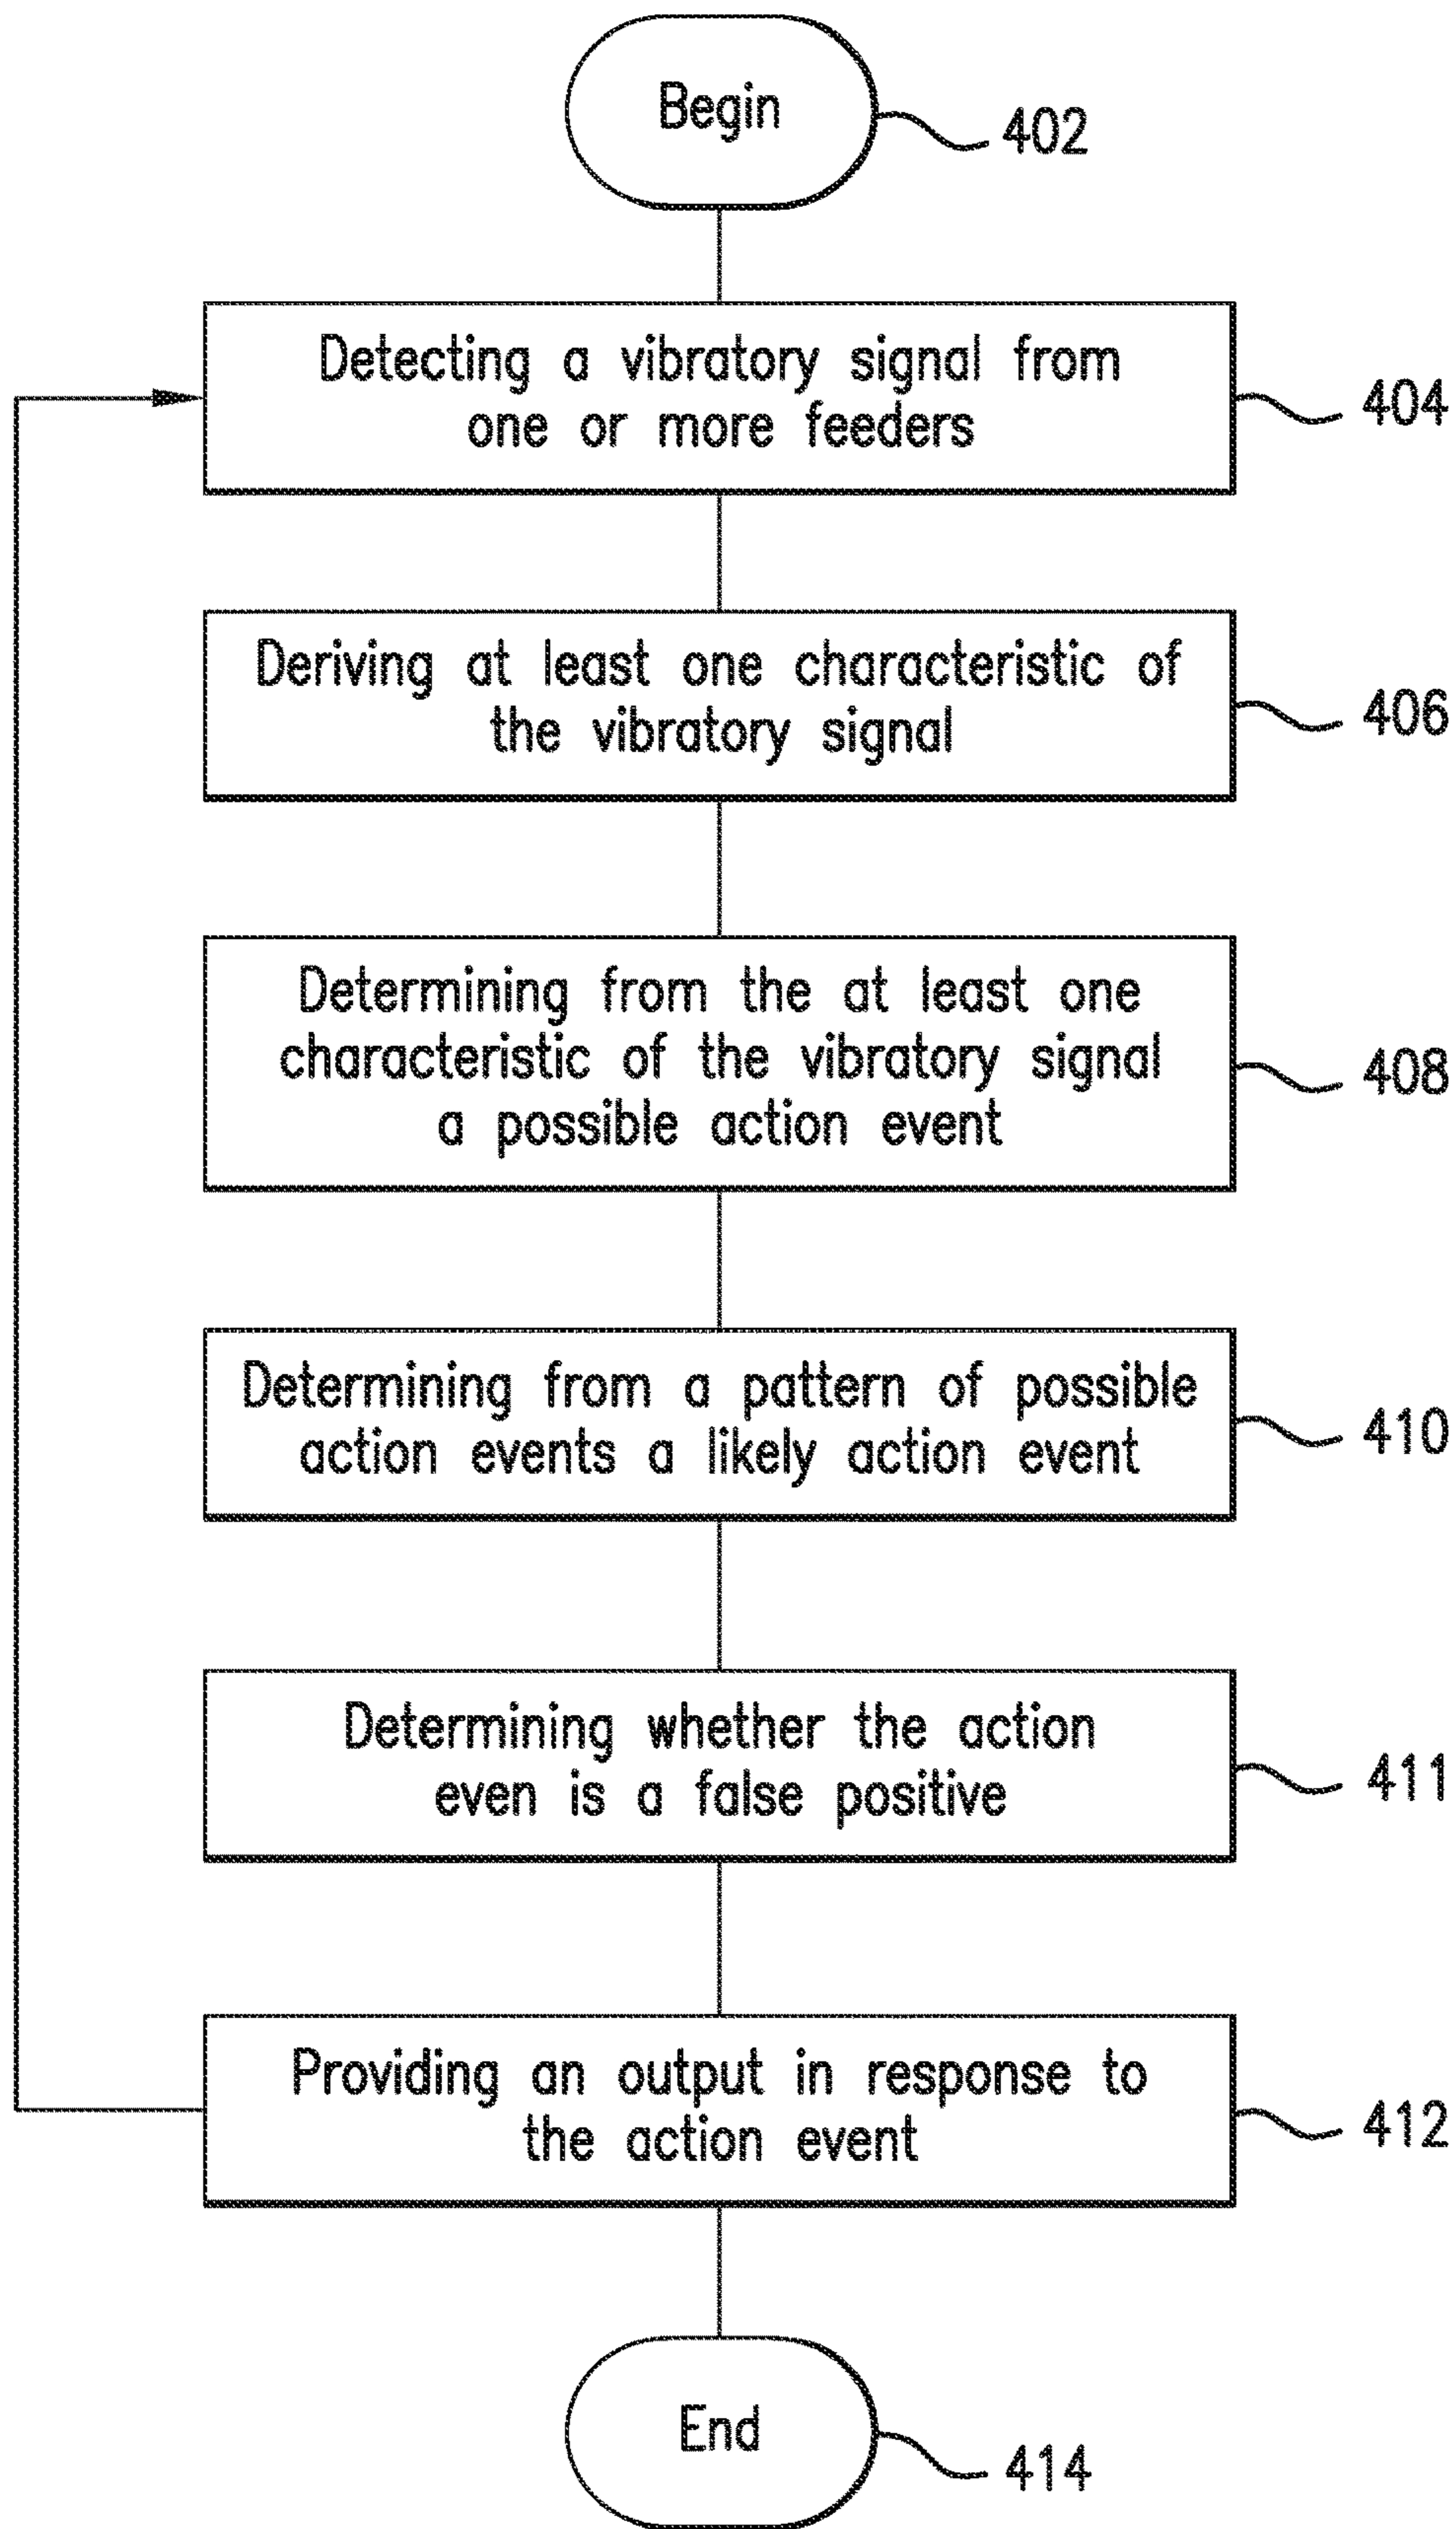 Begin
402
Detecting a vibratory signal from
one or more feeders
404
Deriving at least one characteristic of
the vibratory signal
406
Determining from the at least one
characteristic of the vibratory signal
a possible action event
408
Determining from a pattern of possible
action events a likely action event
410
Determining whether the action
even is a false positive
411
Providing an output in response to
the action event
412
End
414